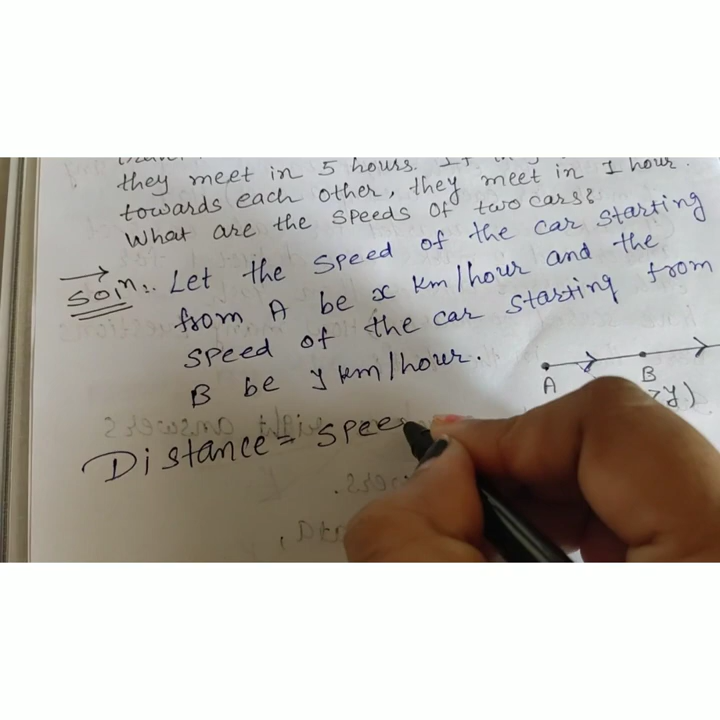 they meet in 5 hours. If
towards each other, they meet in 1 hour.
What are the speeds of two cars?
Soln:. Let the speed of the car starting
from A be x km/hour and the
speed of the car starting from
B be y km/hour.
A B
y)
Distance = Spee